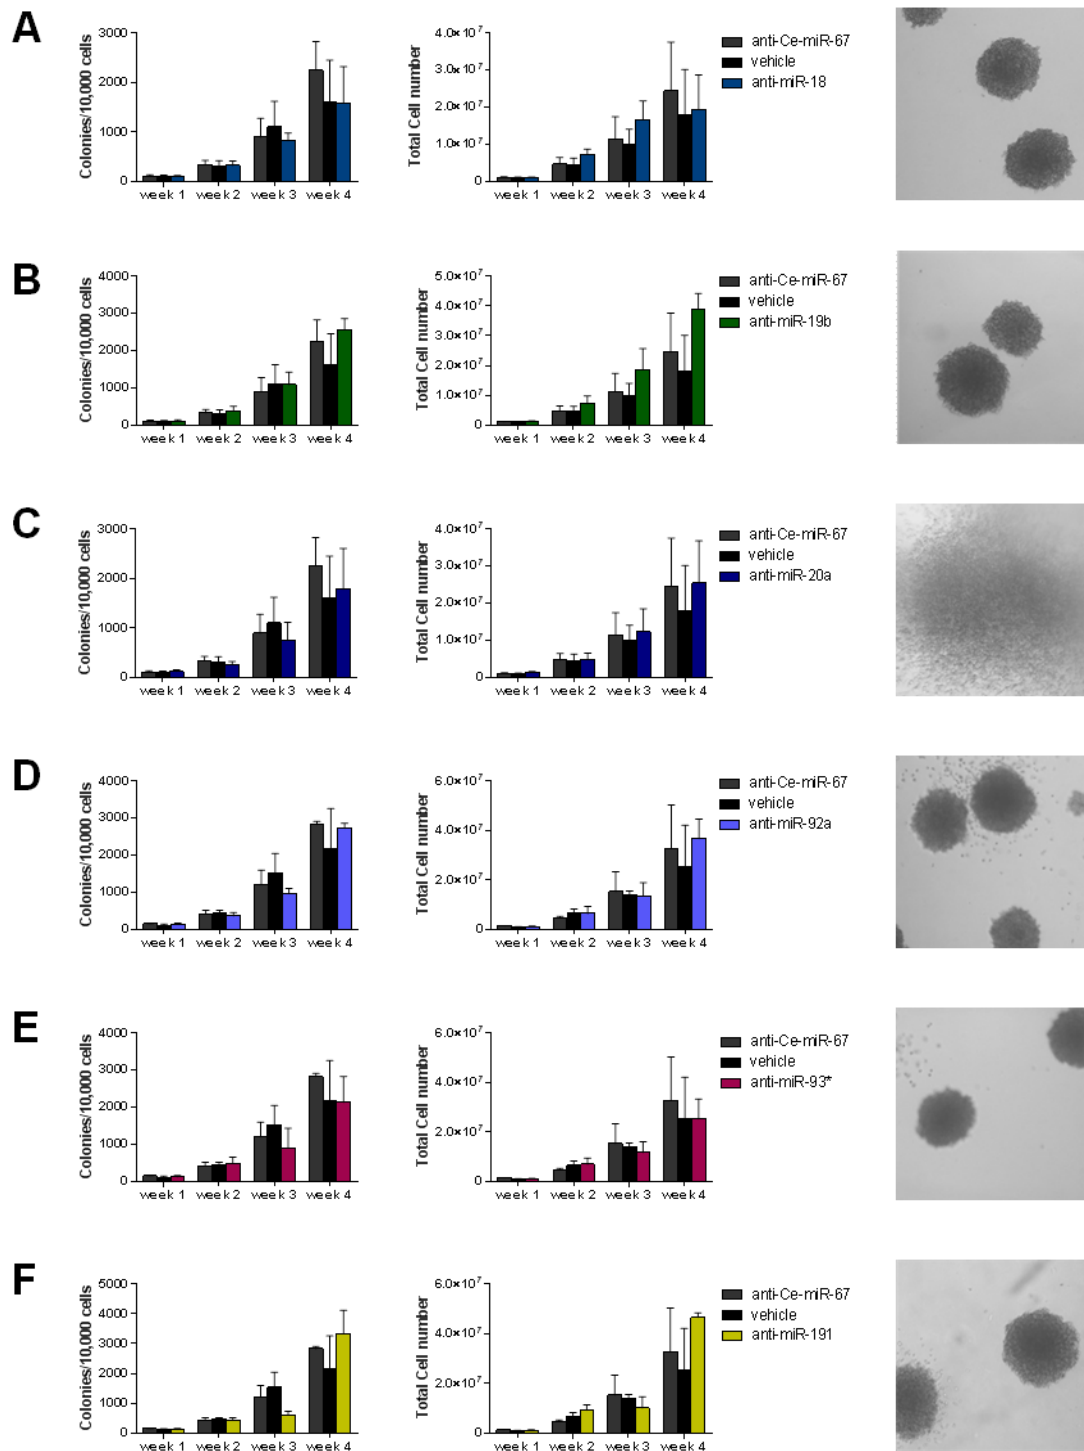 A
Colonies/10,000 cells
3000
2000
1000
0
week 1 week 2 week 3 week 4
Total Cell number
4.0×10⁷
3.0×10⁷
2.0×10⁷
1.0×10⁷
0
week 1 week 2 week 3 week 4
anti-Ce-miR-67
vehicle
anti-miR-18
B
Colonies/10,000 cells
4000
3000
2000
1000
0
week 1 week 2 week 3 week 4
Total Cell number
5.0×10⁷
4.0×10⁷
3.0×10⁷
2.0×10⁷
1.0×10⁷
0
week 1 week 2 week 3 week 4
anti-Ce-miR-67
vehicle
anti-miR-19b
C
Colonies/10,000 cells
3000
2000
1000
0
week 1 week 2 week 3 week 4
Total Cell number
4.0×10⁷
3.0×10⁷
2.0×10⁷
1.0×10⁷
0
week 1 week 2 week 3 week 4
anti-Ce-miR-67
vehicle
anti-miR-20a
D
Colonies/10,000 cells
4000
3000
2000
1000
0
week 1 week 2 week 3 week 4
Total Cell number
6.0×10⁷
4.0×10⁷
2.0×10⁷
0
week 1 week 2 week 3 week 4
anti-Ce-miR-67
vehicle
anti-miR-92a
E
Colonies/10,000 cells
4000
3000
2000
1000
0
week 1 week 2 week 3 week 4
Total Cell number
6.0×10⁷
4.0×10⁷
2.0×10⁷
0
week 1 week 2 week 3 week 4
anti-Ce-miR-67
vehicle
anti-miR-93*
F
Colonies/10,000 cells
5000
4000
3000
2000
1000
0
week 1 week 2 week 3 week 4
Total Cell number
6.0×10⁷
4.0×10⁷
2.0×10⁷
0
week 1 week 2 week 3 week 4
anti-Ce-miR-67
vehicle
anti-miR-191